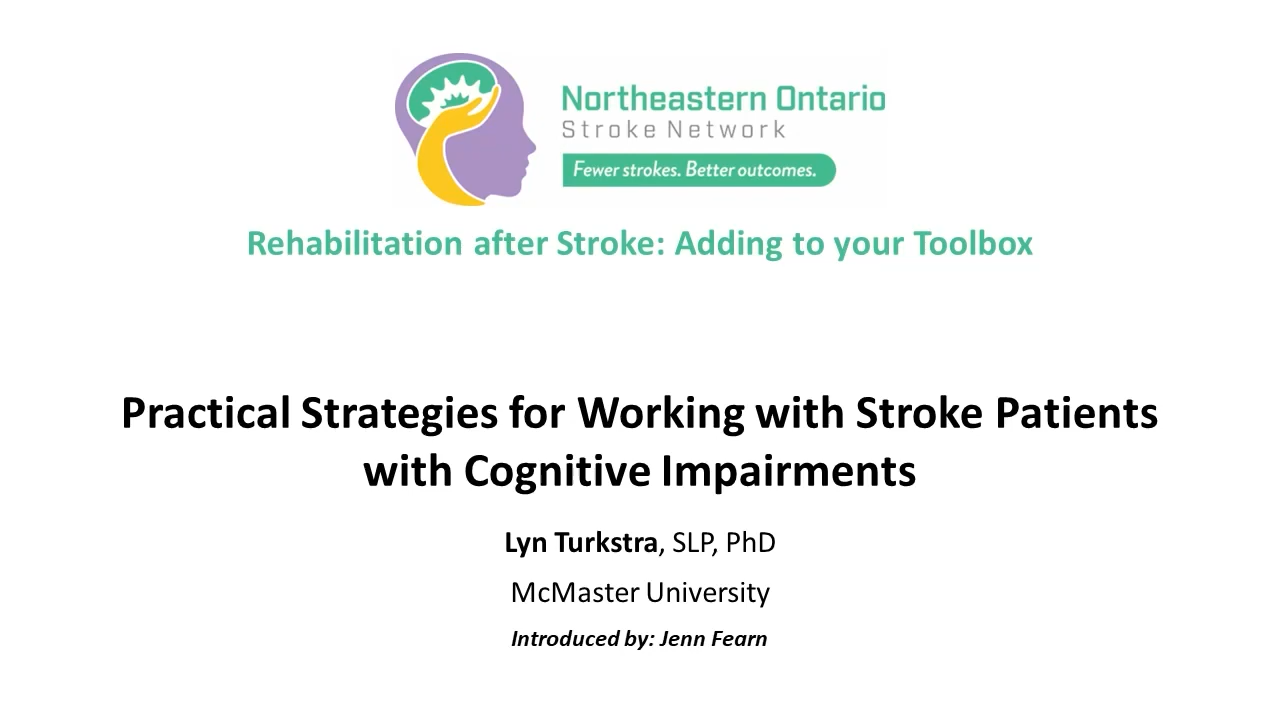 Northeastern Ontario
Stroke Network
Fewer strokes. Better outcomes.
Rehabilitation after Stroke: Adding to your Toolbox
Practical Strategies for Working with Stroke Patients
with Cognitive Impairments
Lyn Turkstra, SLP, PhD
McMaster University
Introduced by: Jenn Fearn